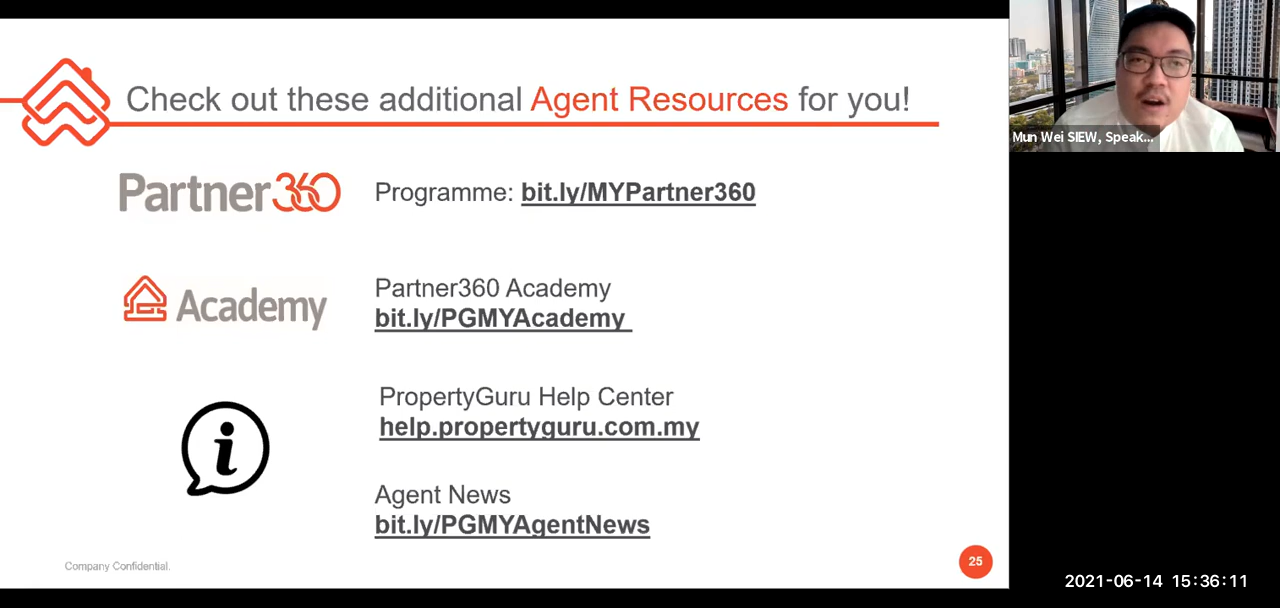 Check out these additional Agent Resources for you!
Partner360
Programme: bit.ly/MYPartner360
Academy
Partner360 Academy
bit.ly/PGMYAcademy
PropertyGuru Help Center
help.propertyguru.com.my
i
Agent News
bit.ly/PGMYAgentNews
Company Confidential.
25
Mun Wei SIEW, Speak...
2021-06-14 15:36:11